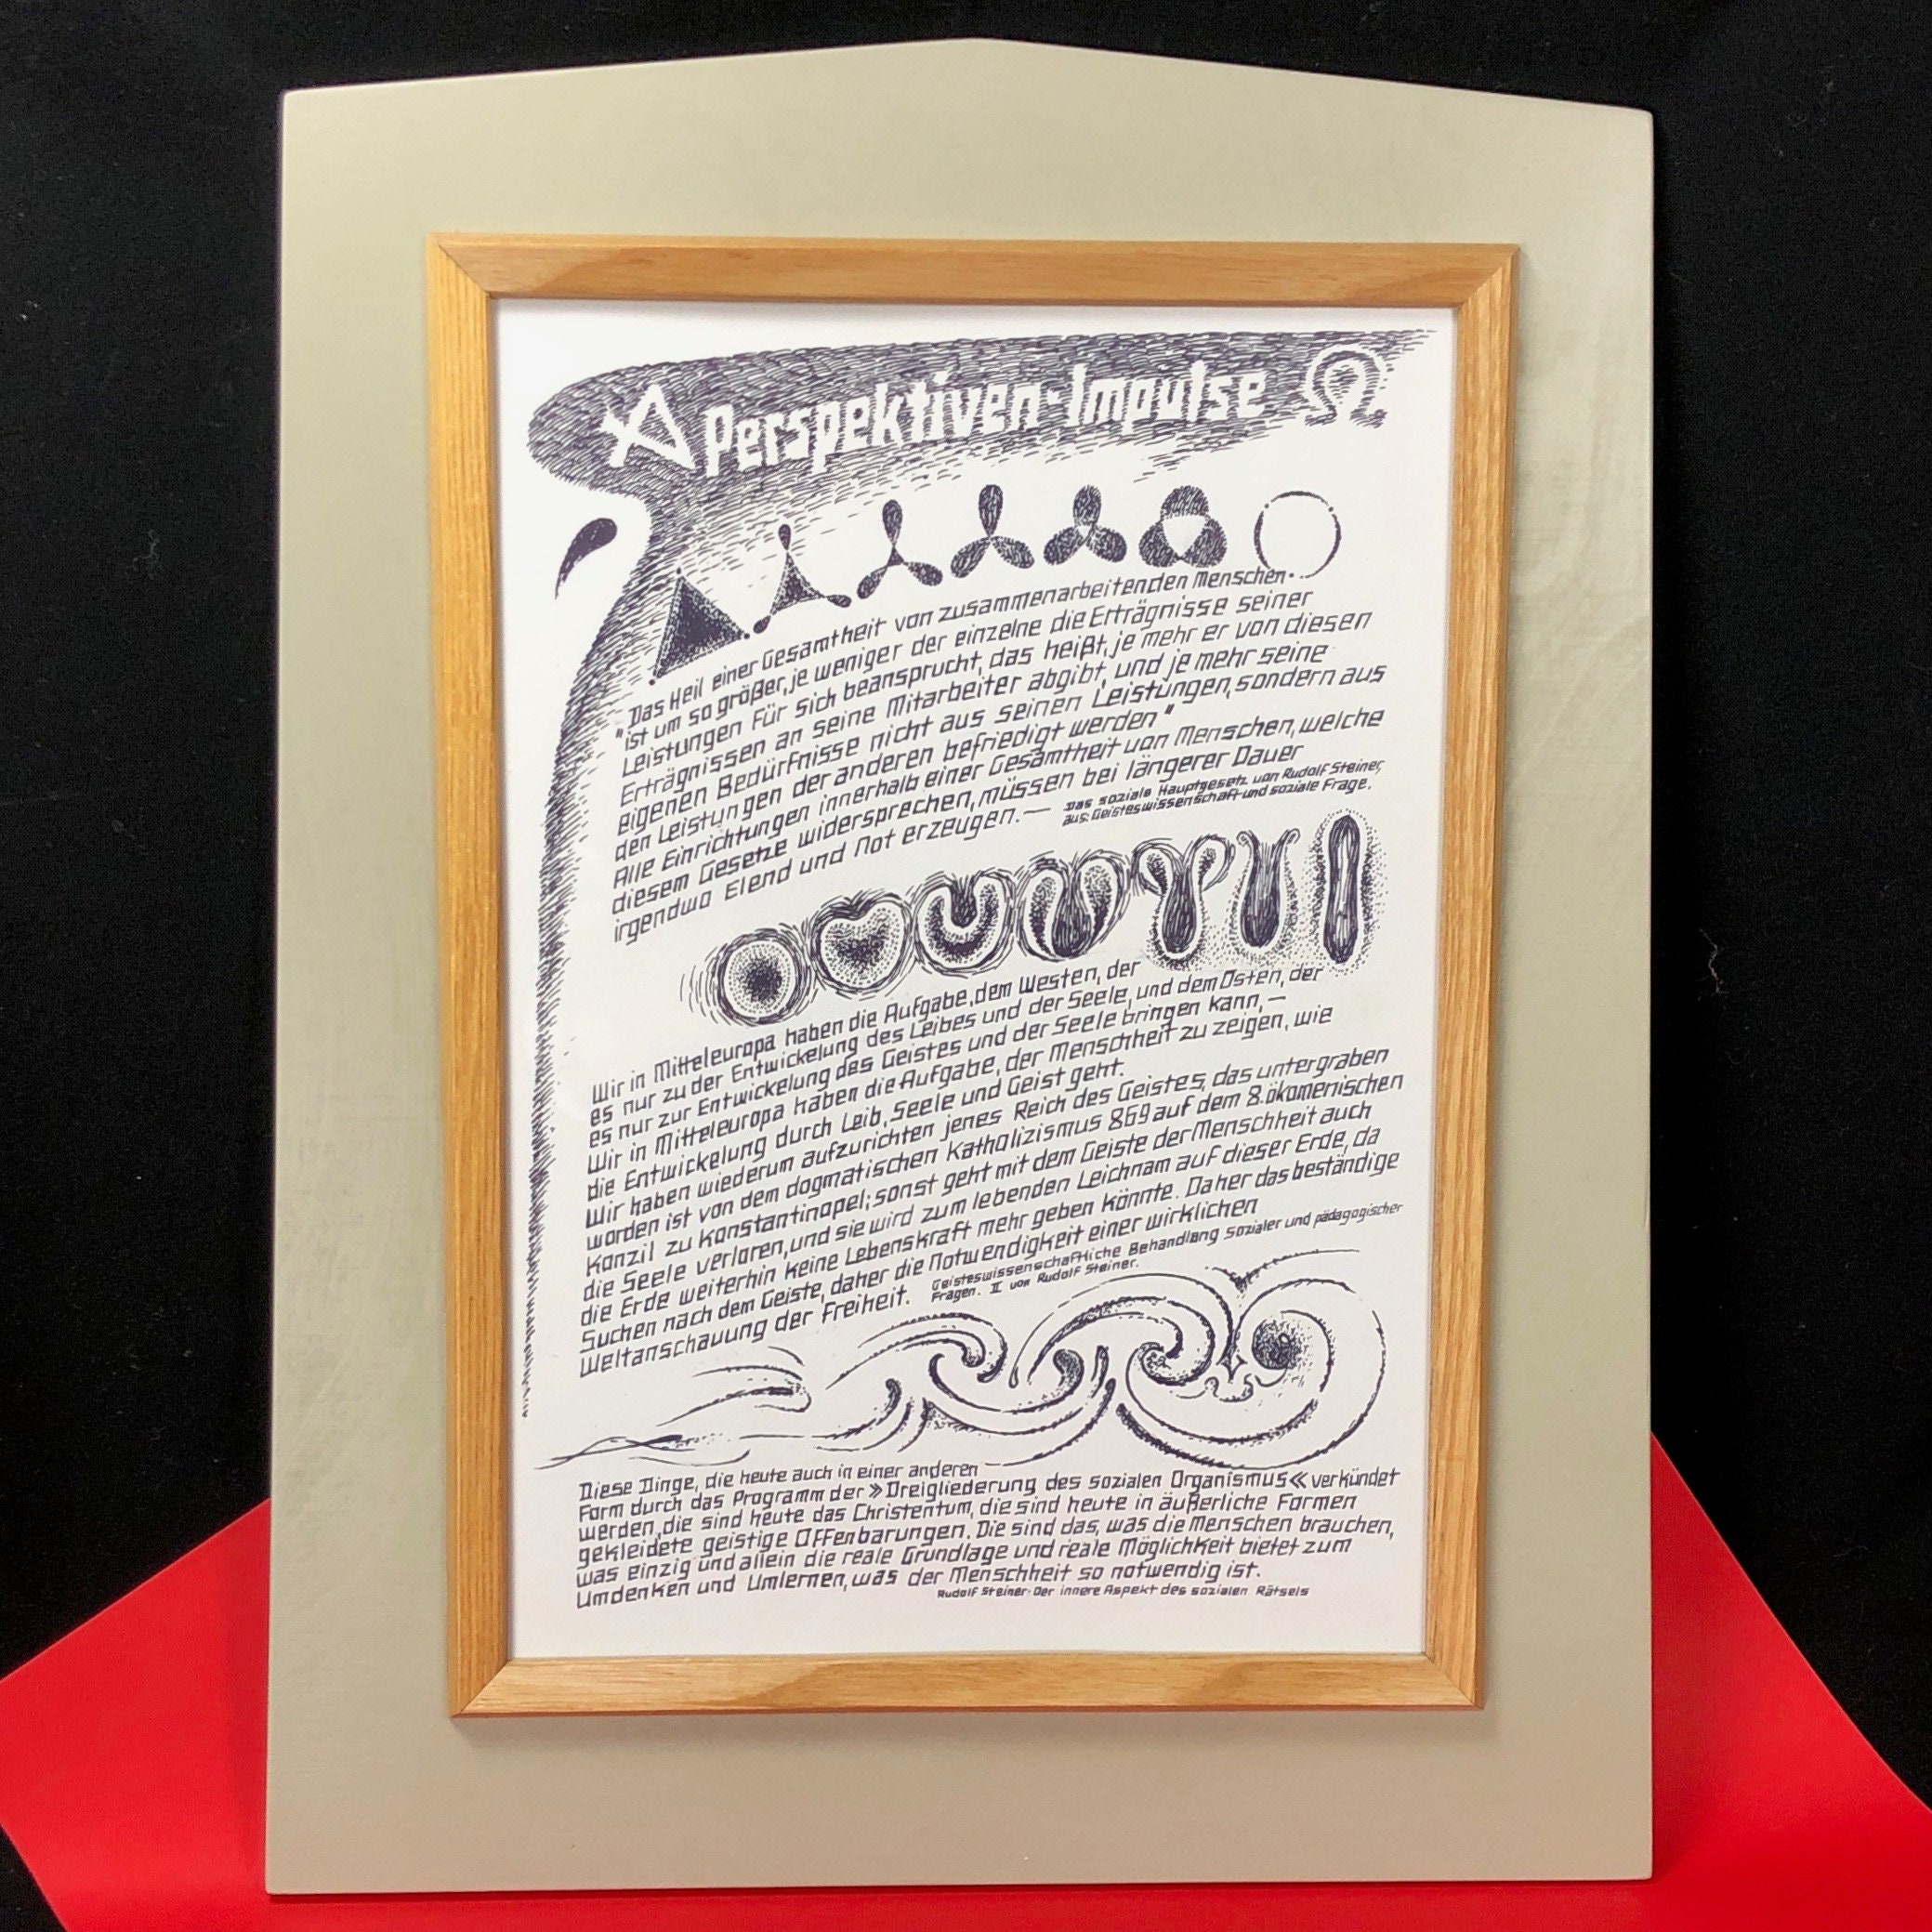 A Perspektiven-Impulse Ω
Das Heil einer Gesamtheit von zusammenarbeitenden Menschen
"ist um so größer, je weniger der einzelne die Erträgnisse seiner
Leistungen für sich beansprucht, das heißt, je mehr er von diesen
Erträgnissen an seine Mitarbeiter abgibt, und je mehr seine
eigenen Bedürfnisse nicht aus seinen Leistungen, sondern aus
den Leistungen der anderen befriedigt werden"
Alle Einrichtungen innerhalb einer Gesamtheit von Menschen, welche
diesem Gesetze widersprechen, müssen bei längerer Dauer
irgendwo Elend und Not erzeugen. —
Das soziale Hauptgesetz von Rudolf Steiner,
aus: Geisteswissenschaft und soziale Frage.
Wir in Mitteleuropa haben die Aufgabe, dem Westen, der
es nur zu der Entwickelung des Leibes und der Seele, und dem Osten, der
es nur zur Entwickelung des Geistes und der Seele bringen kann, —
Wir in Mitteleuropa haben die Aufgabe, der Menschheit zu zeigen, wie
die Entwickelung durch Leib, Seele und Geist geht.
Wir haben wiederum aufzurichten jenes Reich des Geistes, das untergraben
worden ist von dem dogmatischen Katholizismus 869 auf dem 8. ökomenischen
Konzil zu Konstantinopel; sonst geht mit dem Geiste der Menschheit auch
die Seele verloren, und sie wird zum lebenden Leichnam auf dieser Erde, da
die Erde weiterhin keine Lebenskraft mehr geben könnte. Daher das beständige
Suchen nach dem Geiste, daher die Notwendigkeit einer wirklichen
Weltanschauung der Freiheit.
Geisteswissenschaftliche Behandlung sozialer und pädagogischer
Fragen. II von Rudolf Steiner.
Diese Dinge, die heute auch in einer anderen
Form durch das Programm der »Dreigliederung des sozialen Organismus« verkündet
werden, die sind heute das Christentum, die sind heute in äußerliche Formen
gekleidete geistige Offenbarungen. Die sind das, was die Menschen brauchen,
was einzig und allein die reale Grundlage und reale Möglichkeit bietet zum
Umdenken und Umlernen, was der Menschheit so notwendig ist.
Rudolf Steiner: Der innere Aspekt des sozialen Rätsels